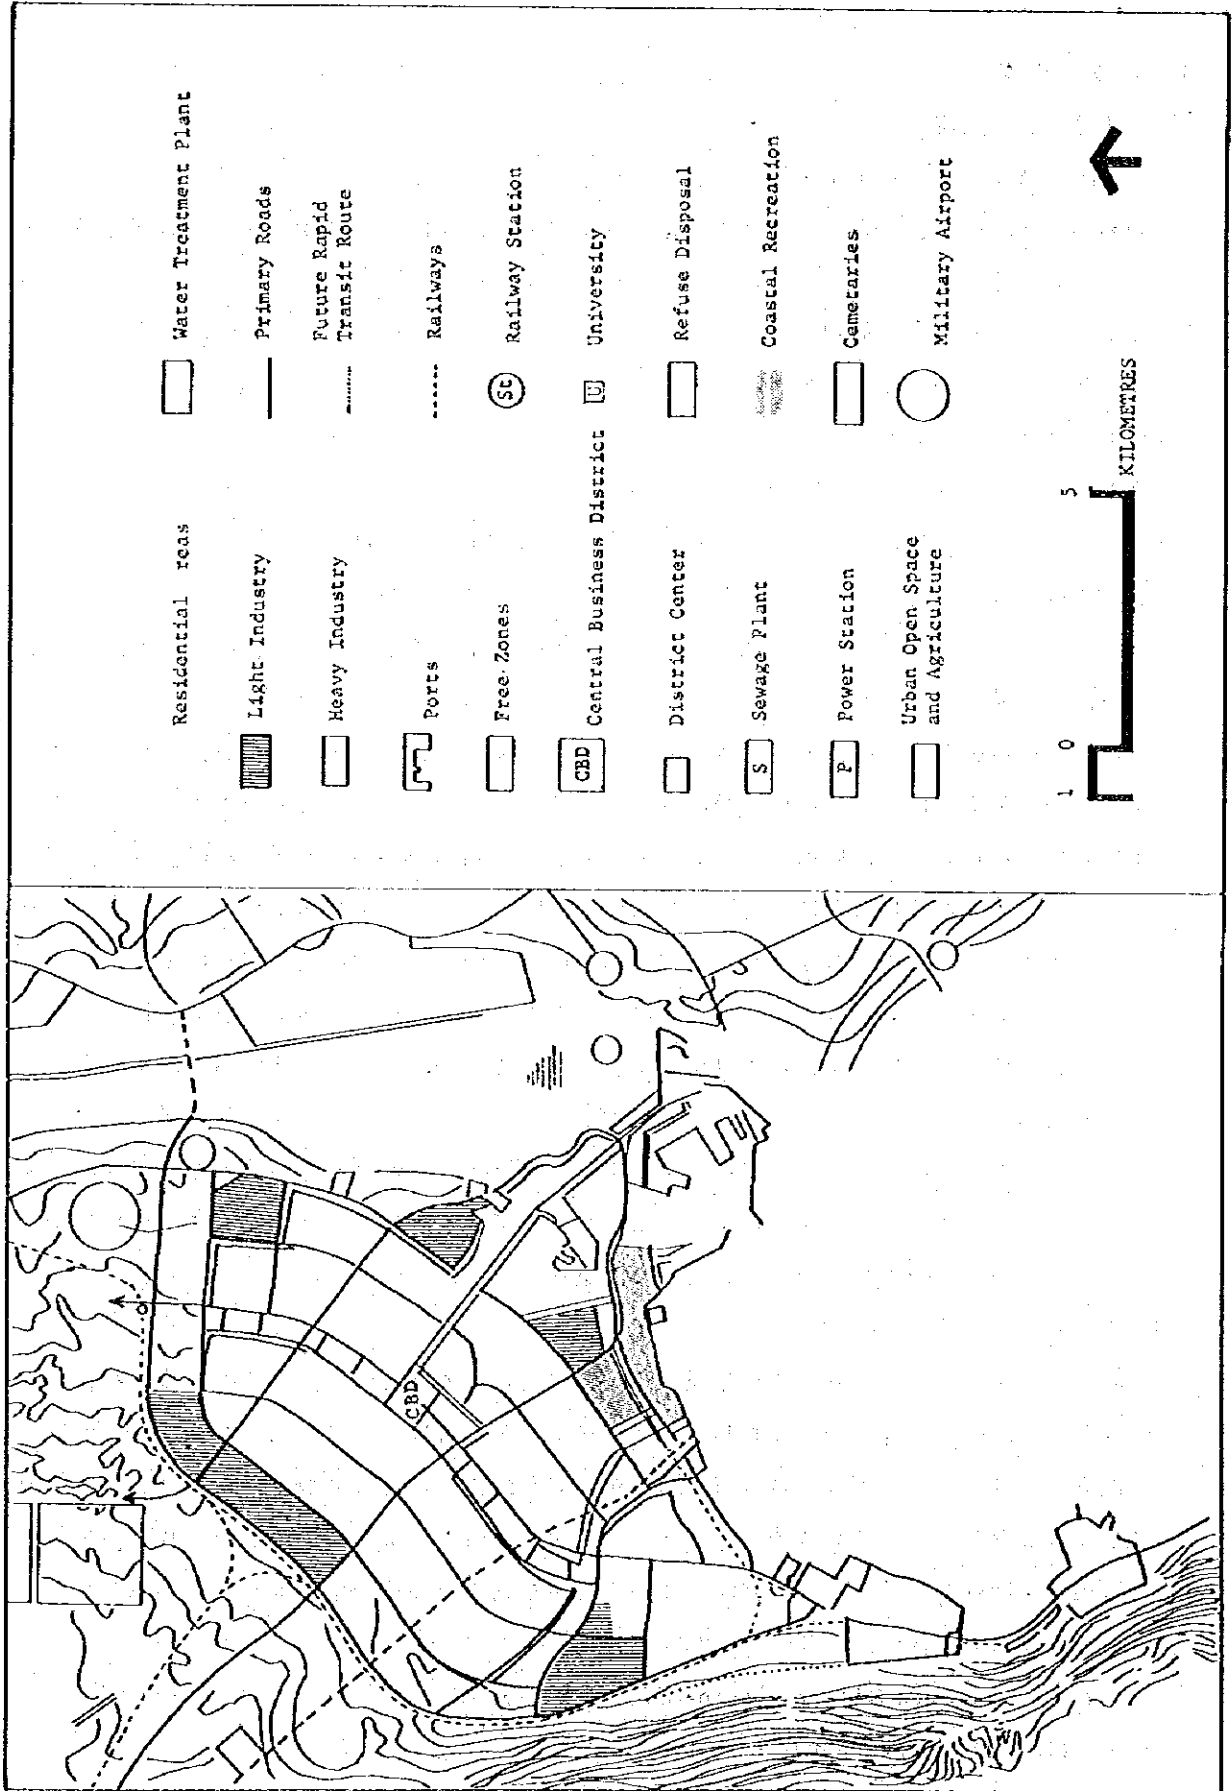 Residential reas
Light Industry
Heavy Industry
Ports
Free Zones
CBD Central Business District
District Center
S Sewage Plant
P Power Station
Urban Open Space
and Agriculture
Water Treatment Plant
Primary Roads
Future Rapid
Transit Route
Railways
St Railway Station
U University
Refuse Disposal
Coastal Recreation
Cemetaries
Military Airport
1 0 5
KILOMETRES
CBD
U